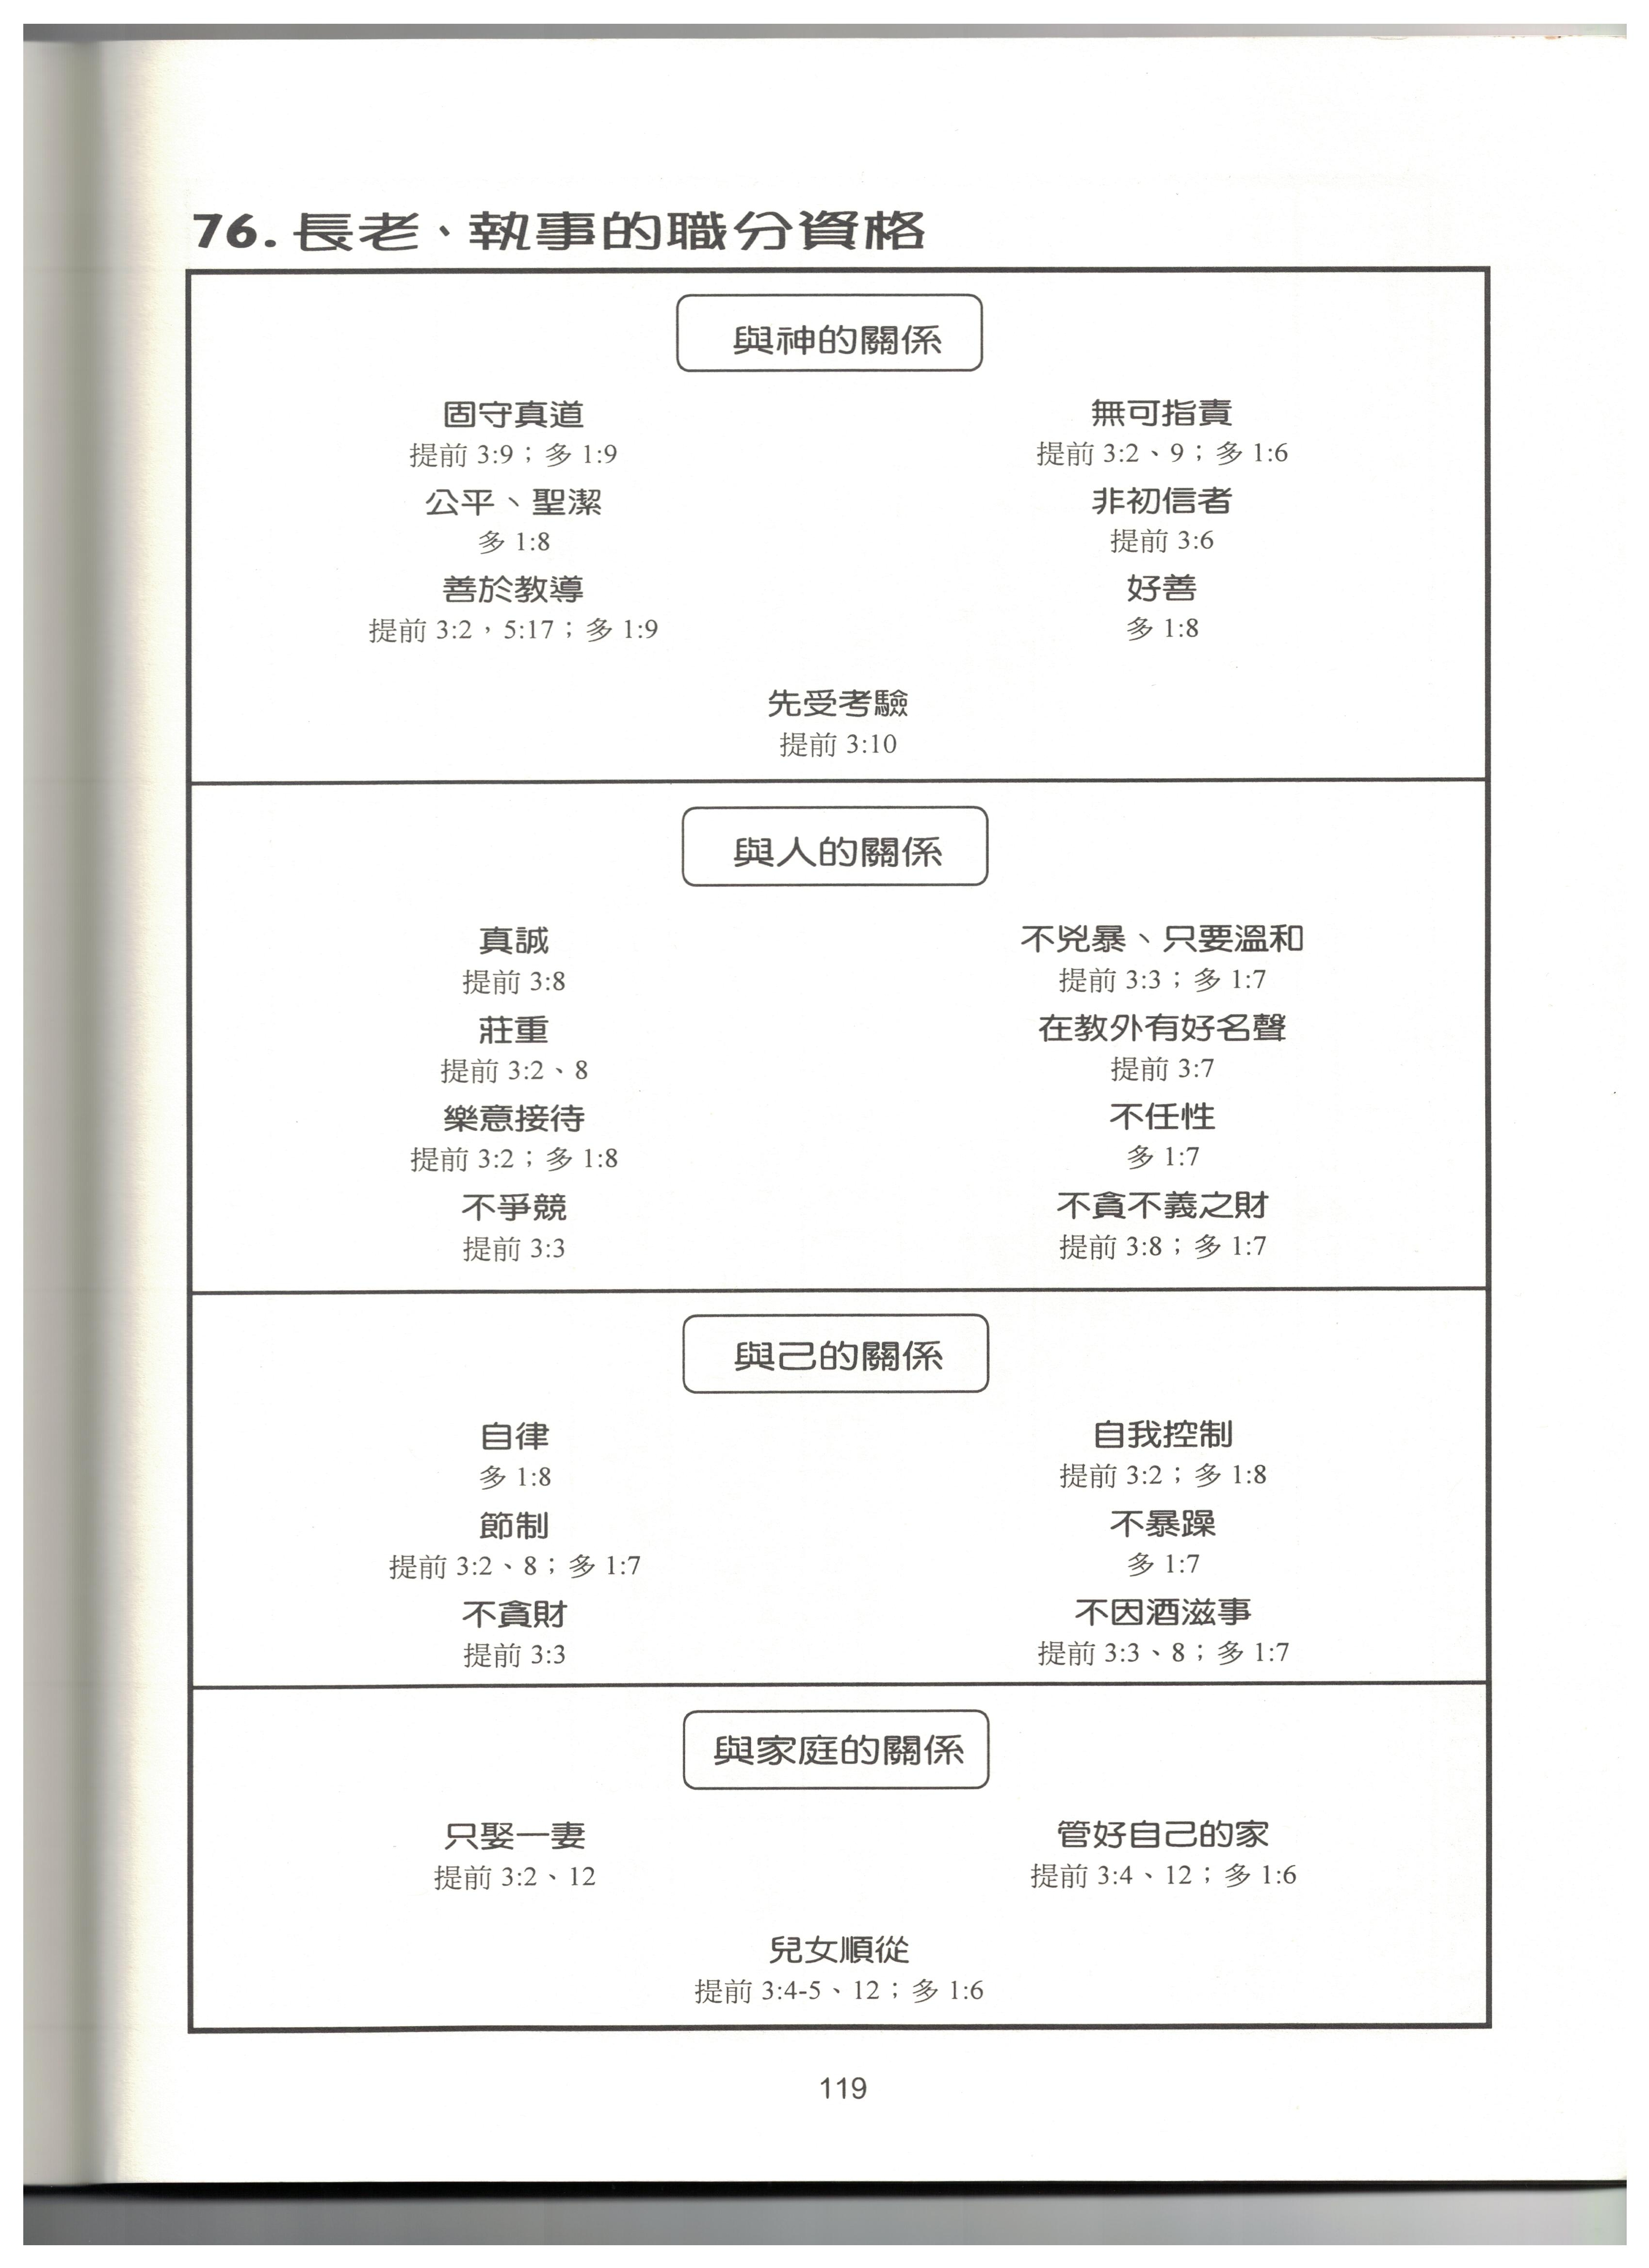 76. 長老、執事的職分資格
與神的關係
固守真道
提前 3:9；多 1:9
公平、聖潔
多 1:8
善於教導
提前 3:2，5:17；多 1:9
無可指責
提前 3:2、9；多 1:6
非初信者
提前 3:6
好善
多 1:8
先受考驗
提前 3:10
與人的關係
真誠
提前 3:8
莊重
提前 3:2、8
樂意接待
提前 3:2；多 1:8
不爭競
提前 3:3
不兇暴、只要溫和
提前 3:3；多 1:7
在教外有好名聲
提前 3:7
不任性
多 1:7
不貪不義之財
提前 3:8；多 1:7
與己的關係
自律
多 1:8
節制
提前 3:2、8；多 1:7
不貪財
提前 3:3
自我控制
提前 3:2；多 1:8
不暴躁
多 1:7
不因酒滋事
提前 3:3、8；多 1:7
與家庭的關係
只娶一妻
提前 3:2、12
管好自己的家
提前 3:4、12；多 1:6
兒女順從
提前 3:4-5、12；多 1:6
119